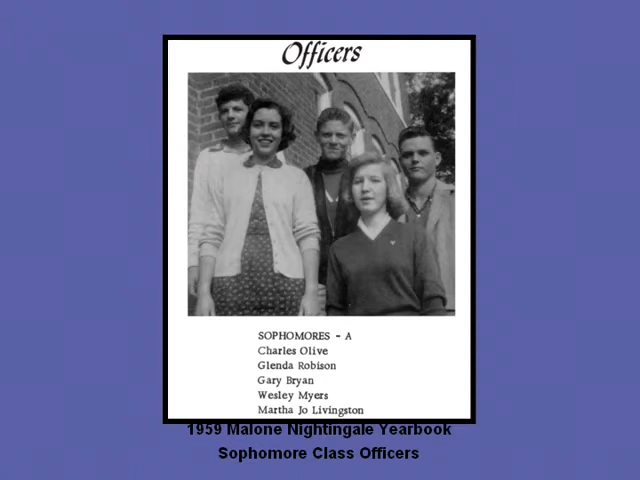 Officers
SOPHOMORES - A
Charles Olive
Glenda Robison
Gary Bryan
Wesley Myers
Martha Jo Livingston
1959 Malone Nightingale Yearbook
Sophomore Class Officers